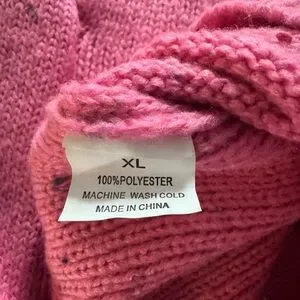 XL
100%POLYESTER
MACHINE WASH COLD
MADE IN CHINA